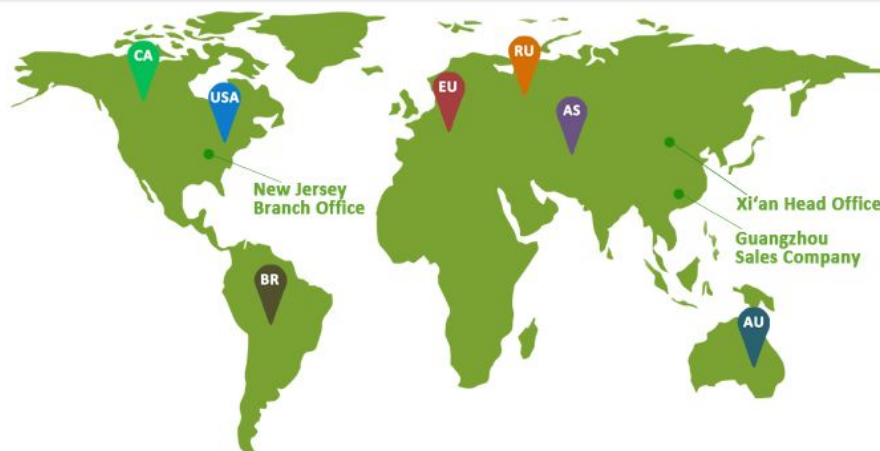 CA
RU
EU
USA
AS
New Jersey
Branch Office
Xi'an Head Office
Guangzhou
Sales Company
BR
AU